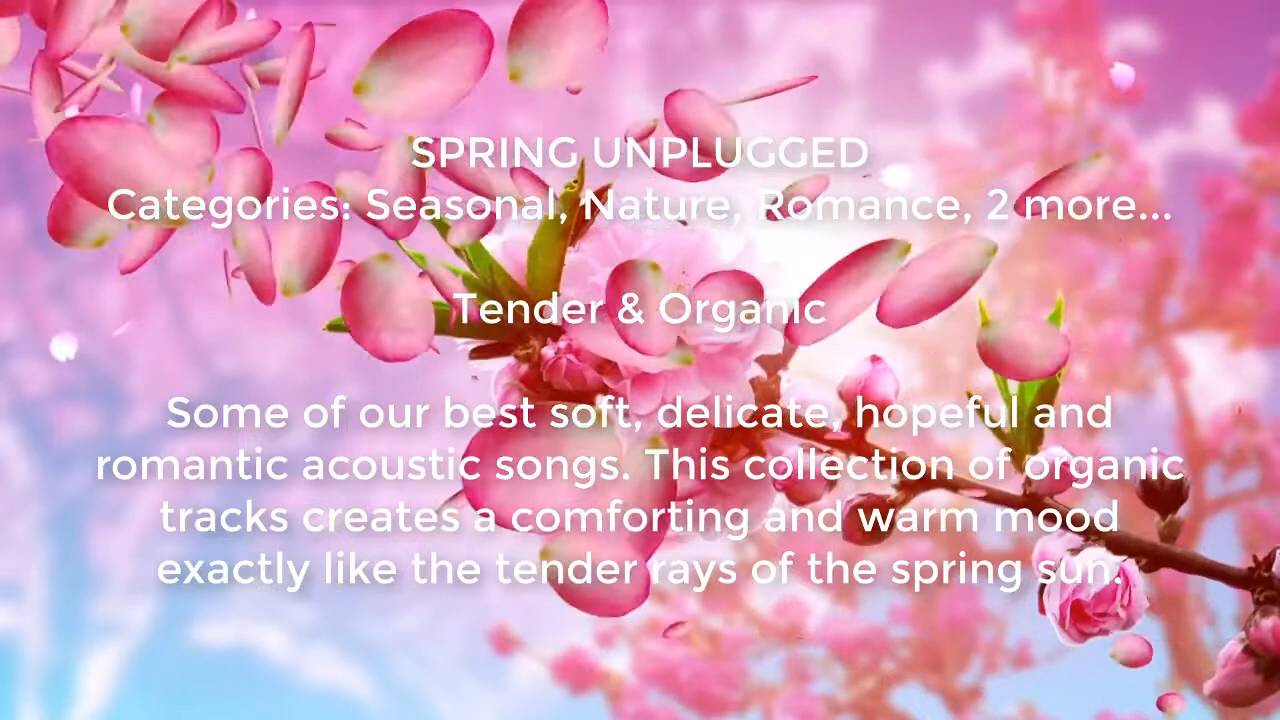 SPRING UNPLUGGED
Categories: Seasonal, Nature, Romance, 2 more...
Tender & Organic
Some of our best soft, delicate, hopeful and
romantic acoustic songs. This collection of organic
tracks creates a comforting and warm mood
exactly like the tender rays of the spring sun.